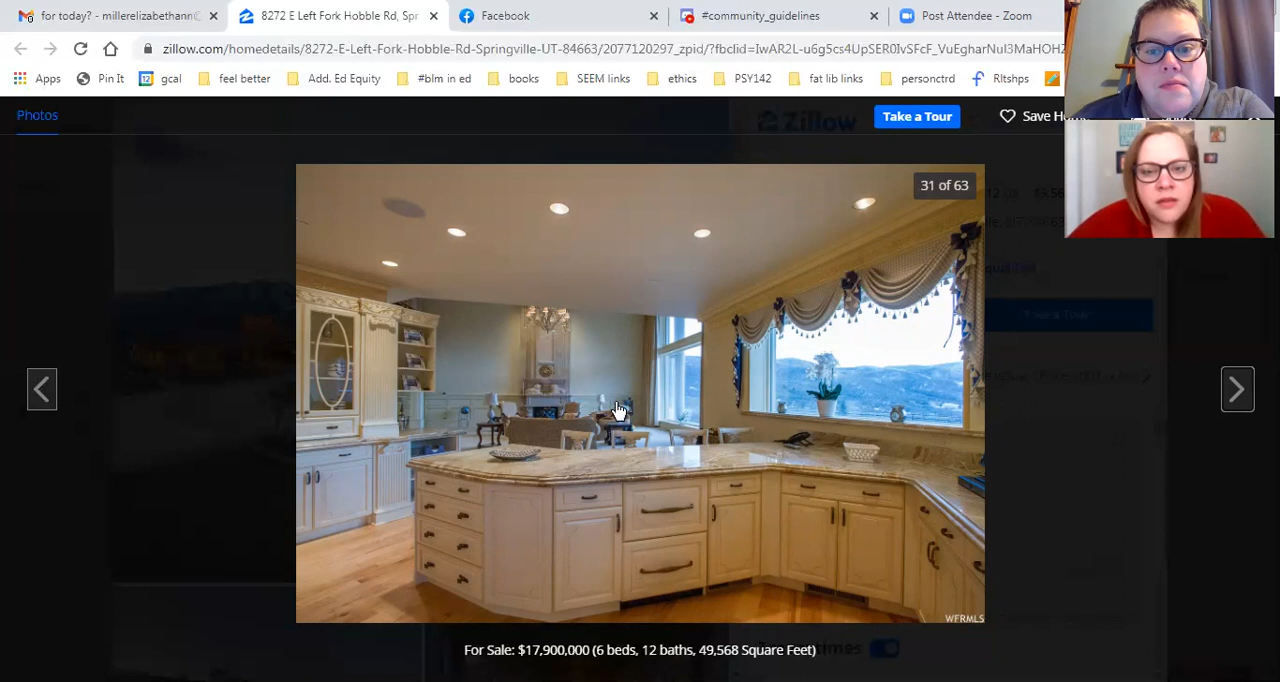 for today? - millerelizabethann
8272 E Left Fork Hobble Rd, Spr
Facebook
#community_guidelines
Post Attendee - Zoom
zillow.com/homedetails/8272-E-Left-Fork-Hobble-Rd-Springville-UT-84663/2077120297_zpid/?fbclid=
Apps
Pin It
gcal
feel better
Add. Ed Equity
#blm in ed
books
SEEM links
ethics
PSY142
fat lib links
personctrd
Rltshps
Photos
Zillow
Take a Tour
Save
31 of 63
WFRMLS
For Sale: $17,900,000 (6 beds, 12 baths, 49,568 Square Feet)